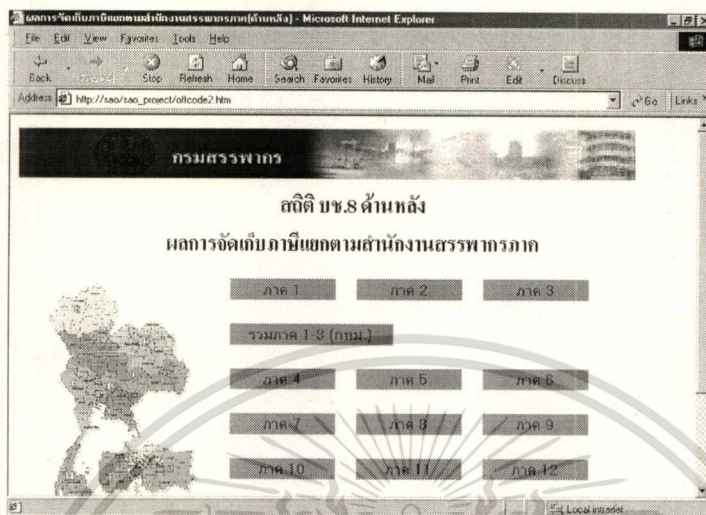 ผลการจัดเก็บภาษีแยกตามสำนักงานสรรพากรภาค(ด้านหลัง) - Microsoft Internet Explorer
File Edit View Favorites Tools Help
Back Forward Stop Refresh Home Search Favorites History Mail Print Edit Discuss
Address http://sao/sao_project/offcode2.htm Go Links
กรมสรรพากร
สถิติ บช.8 ด้านหลัง
ผลการจัดเก็บภาษีแยกตามสำนักงานสรรพากรภาค
ภาค 1 ภาค 2 ภาค 3
รวมภาค 1-3 (กทม.)
ภาค 4 ภาค 5 ภาค 6
ภาค 7 ภาค 8 ภาค 9
ภาค 10 ภาค 11 ภาค 12
Local intranet